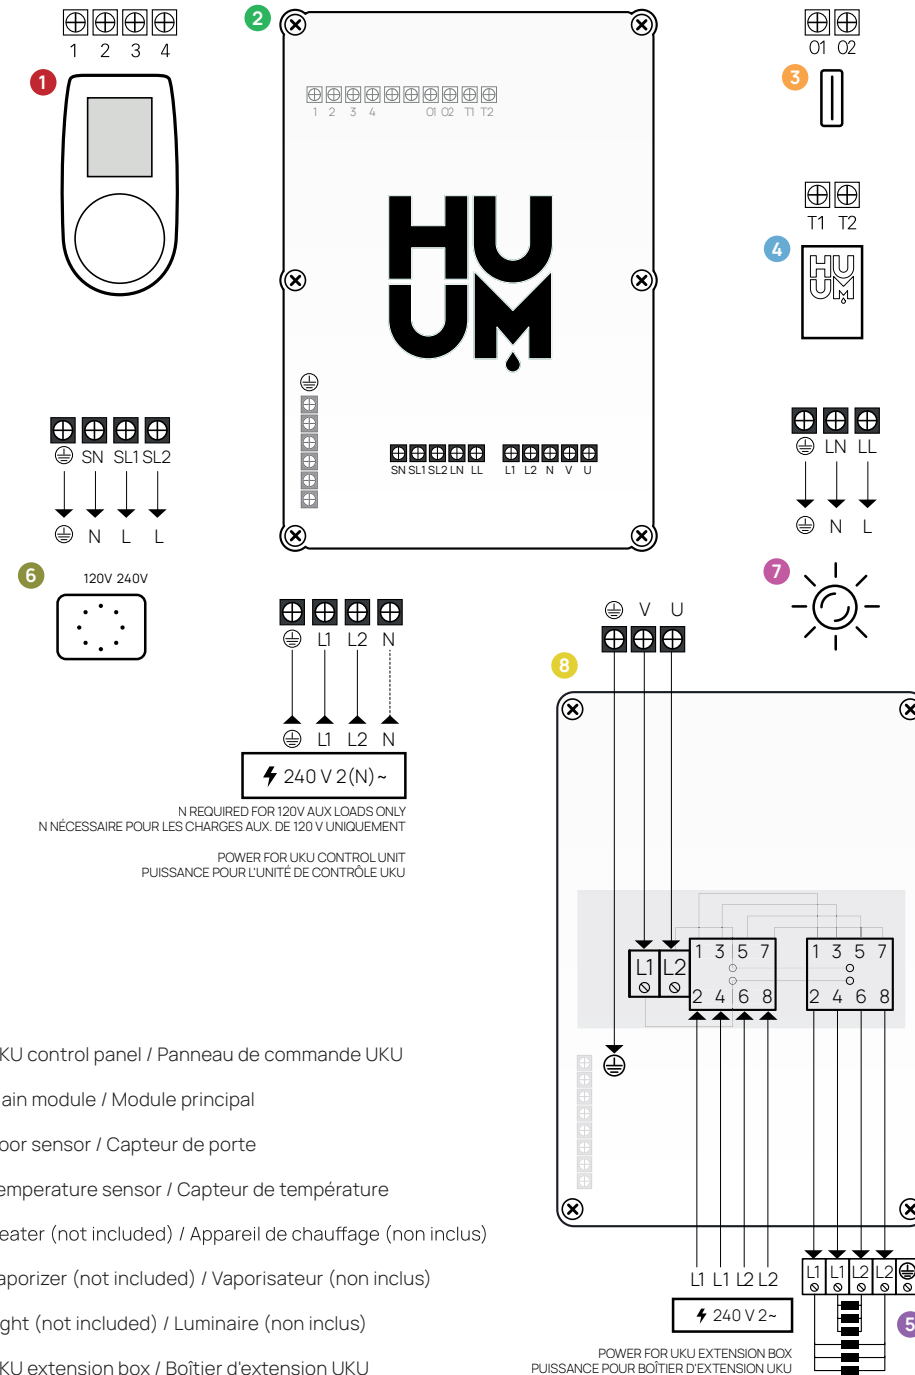 1 2 3 4
1
2
1 2 3 4 O1 O2 T1 T2
HUUM
O1 O2
3
T1 T2
4
HUUM
SN SL1 SL2
N L L
6
120V 240V
SN SL1 SL2 LN LL L1 L2 N V U
LN LL
N L
7
L1 L2 N
L1 L2 N
240 V 2(N)~
N REQUIRED FOR 120V AUX LOADS ONLY
N NÉCESSAIRE POUR LES CHARGES AUX. DE 120 V UNIQUEMENT
POWER FOR UKU CONTROL UNIT
PUISSANCE POUR L'UNITÉ DE CONTRÔLE UKU
V U
8
L1 L2
1 3 5 7
2 4 6 8
1 3 5 7
2 4 6 8
L1 L1 L2 L2
240 V 2~
POWER FOR UKU EXTENSION BOX
PUISSANCE POUR BOÎTIER D'EXTENSION UKU
L1 L1 L2 L2
5
KU control panel / Panneau de commande UKU
ain module / Module principal
oor sensor / Capteur de porte
emperature sensor / Capteur de température
eater (not included) / Appareil de chauffage (non inclus)
aporizer (not included) / Vaporisateur (non inclus)
ght (not included) / Luminaire (non inclus)
KU extension box / Boîtier d'extension UKU